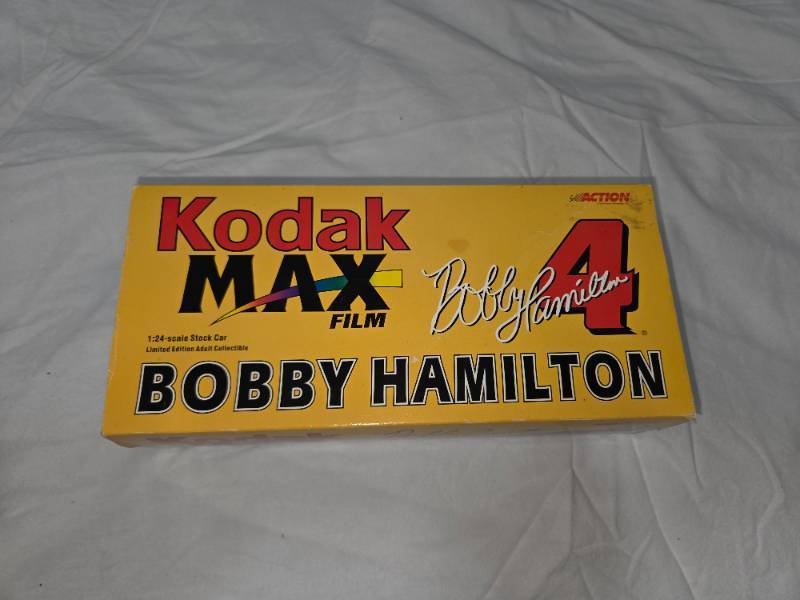 ACTION
Kodak
MAX
FILM
Bobby Hamilton
4
1:24-scale Stock Car
Limited Edition Adult Collectible
BOBBY HAMILTON